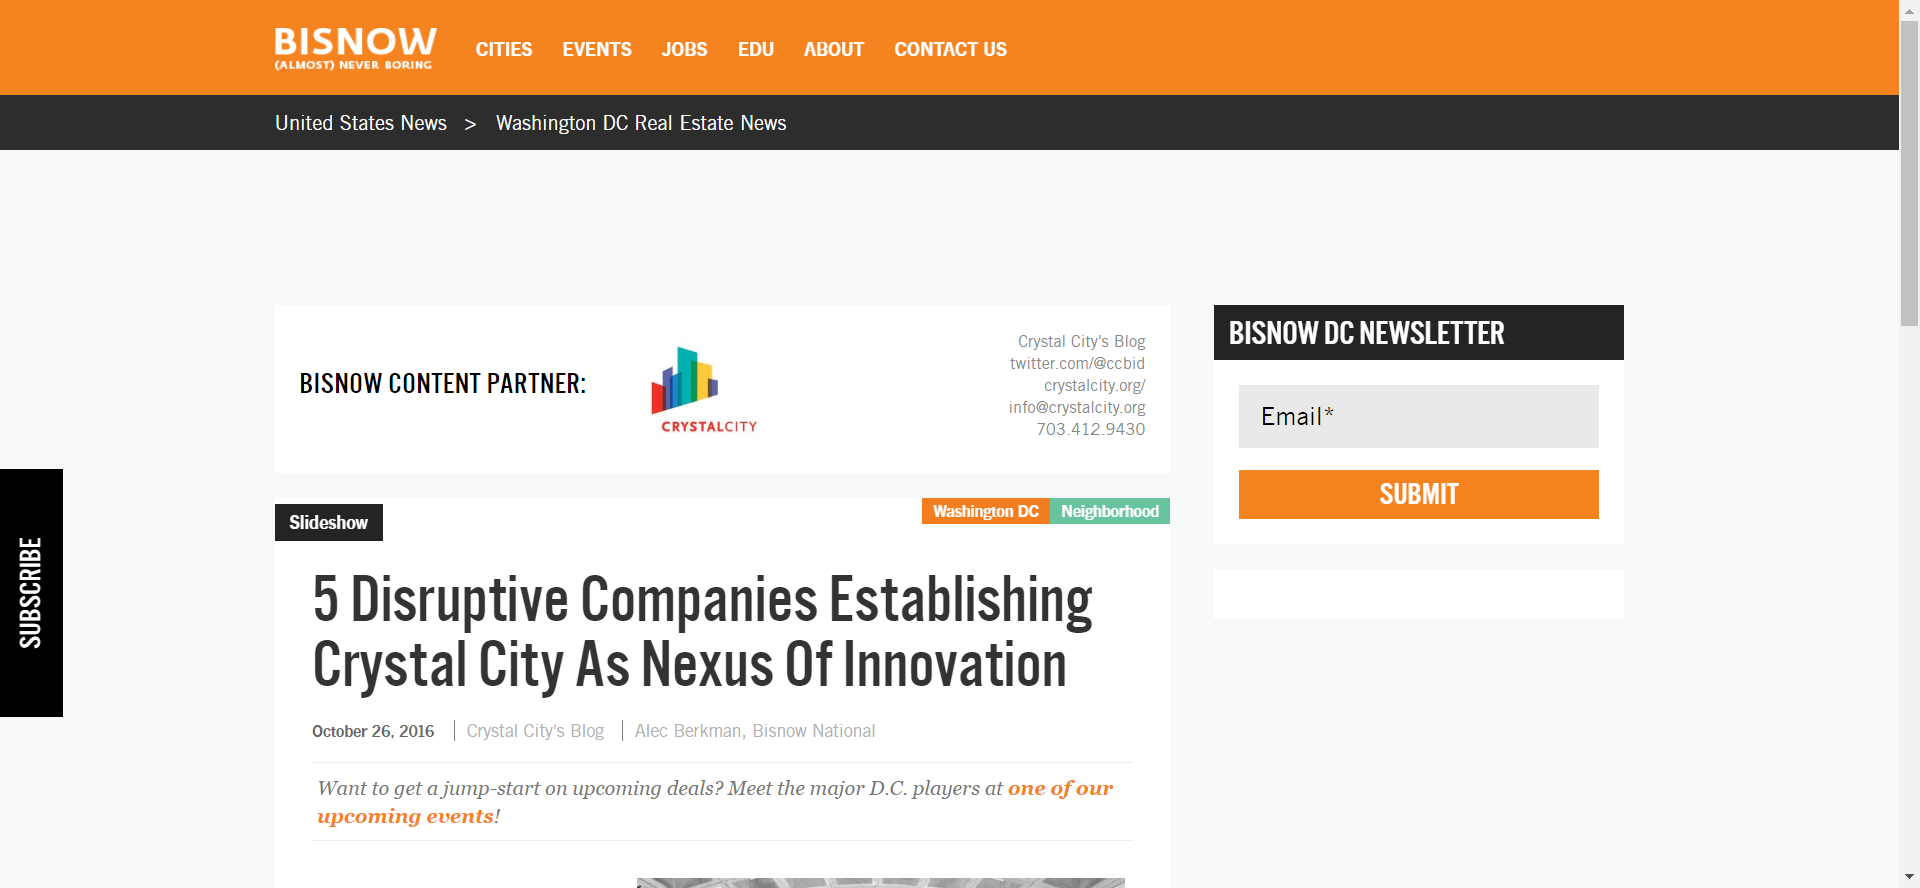 BISNOW
(ALMOST) NEVER BORING
CITIES EVENTS JOBS EDU ABOUT CONTACT US
United States News > Washington DC Real Estate News
BISNOW CONTENT PARTNER:
CRYSTALCITY
Crystal City's Blog
twitter.com/@ccbid
crystalcity.org/
info@crystalcity.org
703.412.9430
BISNOW DC NEWSLETTER
Email*
SUBMIT
SUBSCRIBE
Slideshow
Washington DC Neighborhood
5 Disruptive Companies Establishing
Crystal City As Nexus Of Innovation
October 26, 2016 Crystal City's Blog Alec Berkman, Bisnow National
Want to get a jump-start on upcoming deals? Meet the major D.C. players at one of our
upcoming events!